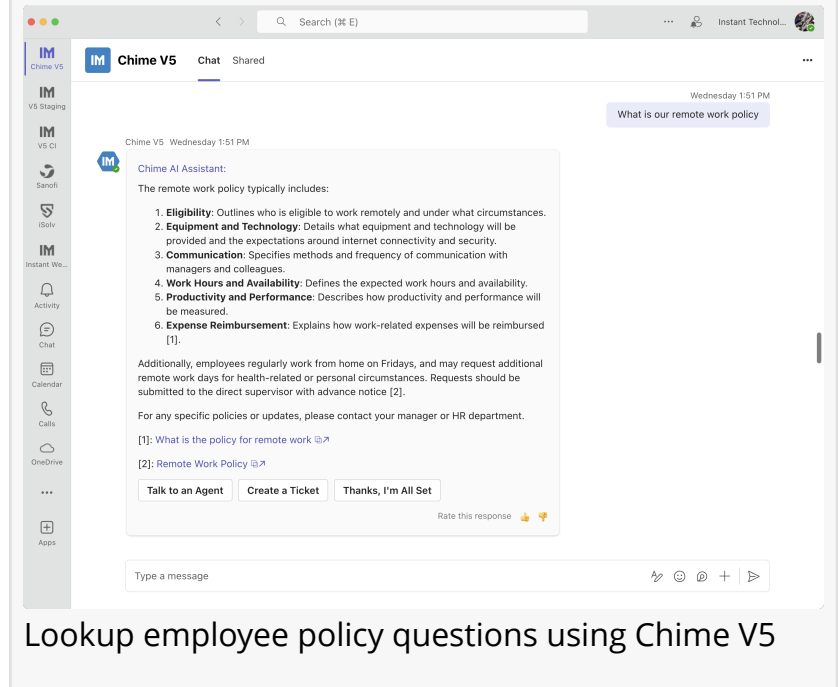 Search (⌘ E)
Instant Technol...
IM
Chime V5
IM
V5 Staging
IM
V5 CI
Sanofi
iSolv
IM
Instant We...
Activity
Chat
Calendar
Calls
OneDrive
Apps
IM
Chime V5
Chat
Shared
Wednesday 1:51 PM
What is our remote work policy
Chime V5 Wednesday 1:51 PM
IM
Chime AI Assistant:
The remote work policy typically includes:
1. Eligibility: Outlines who is eligible to work remotely and under what circumstances.
2. Equipment and Technology: Details what equipment and technology will be
provided and the expectations around internet connectivity and security.
3. Communication: Specifies methods and frequency of communication with
managers and colleagues.
4. Work Hours and Availability: Defines the expected work hours and availability.
5. Productivity and Performance: Describes how productivity and performance will
be measured.
6. Expense Reimbursement: Explains how work-related expenses will be reimbursed
[1].
Additionally, employees regularly work from home on Fridays, and may request additional
remote work days for health-related or personal circumstances. Requests should be
submitted to the direct supervisor with advance notice [2].
For any specific policies or updates, please contact your manager or HR department.
[1]: What is the policy for remote work
[2]: Remote Work Policy
Talk to an Agent
Create a Ticket
Thanks, I'm All Set
Rate this response
Type a message
Lookup employee policy questions using Chime V5